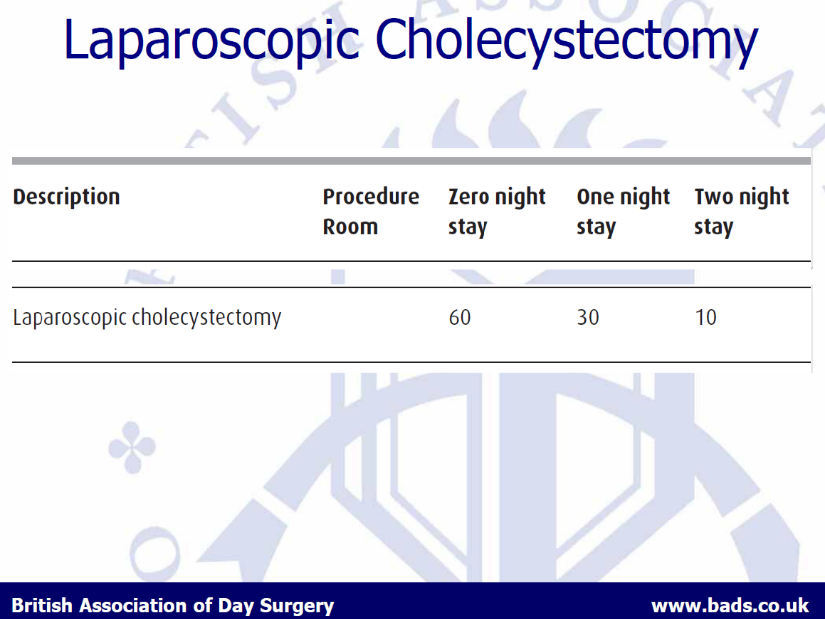 Laparoscopic Cholecystectomy
Description Procedure Room Zero night stay One night stay Two night stay
Laparoscopic cholecystectomy 60 30 10
British Association of Day Surgery www.bads.co.uk